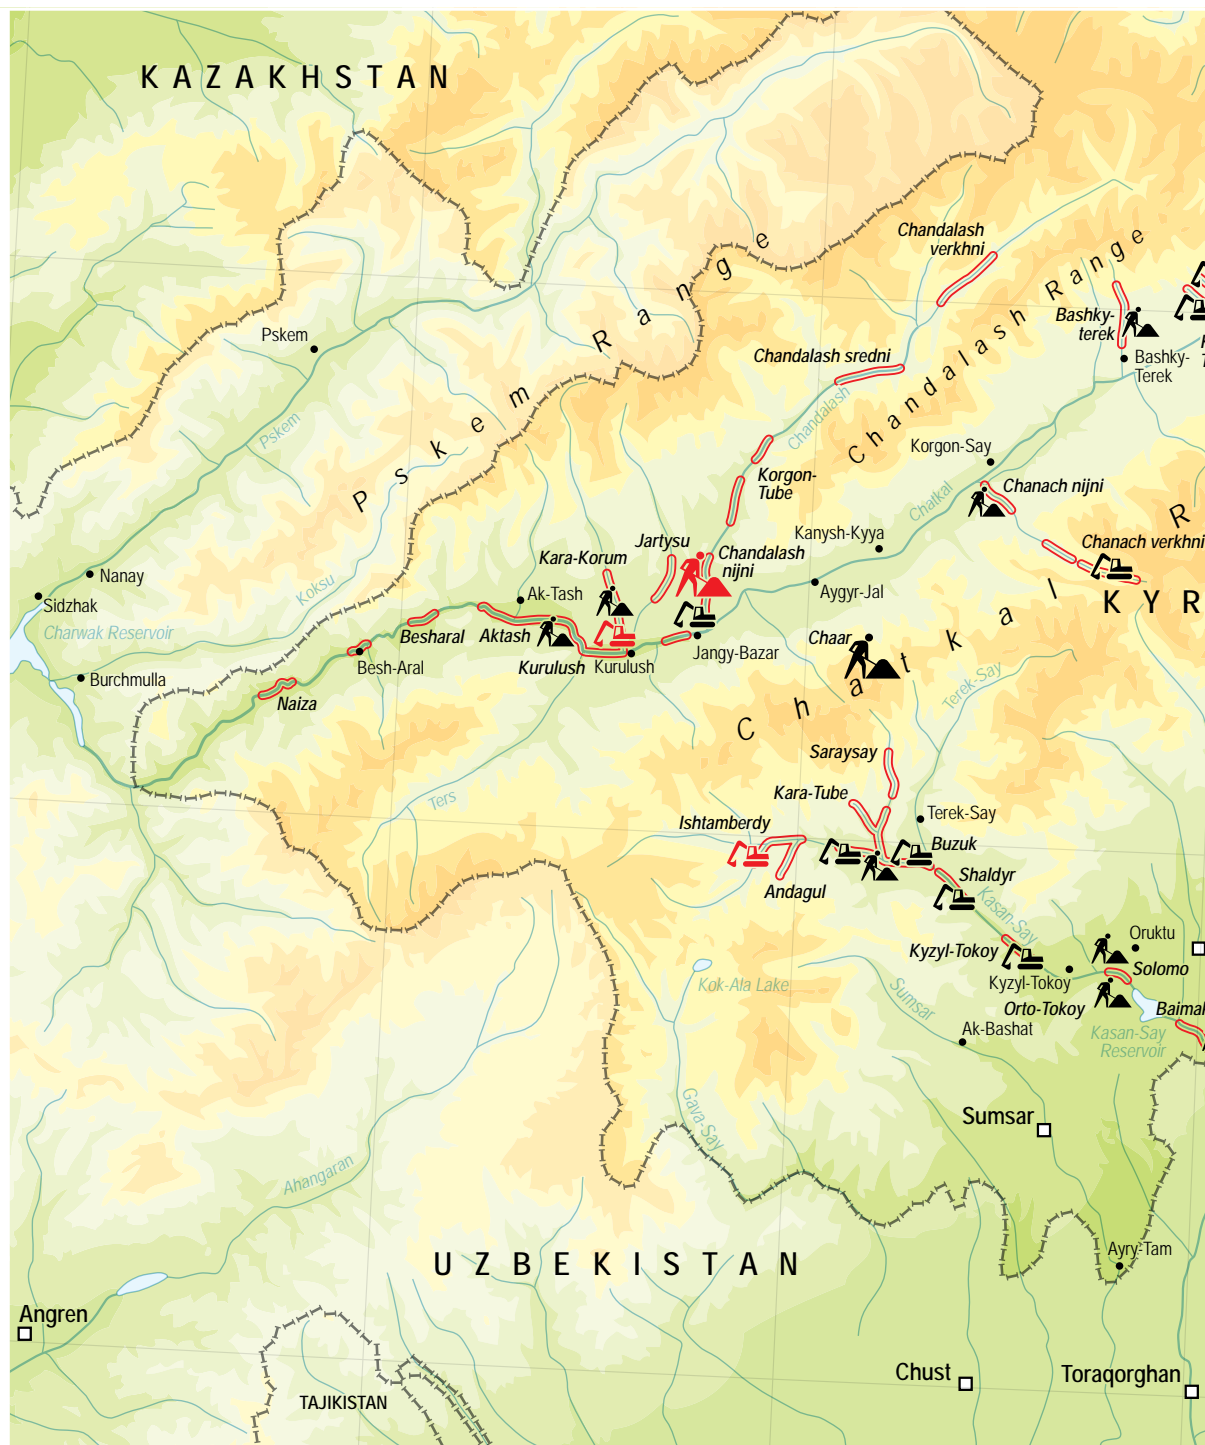 KAZAKHSTAN
Pskem Range
Chandalash
verkhni
Chandalash Range
Bashky-
terek
Bashky-
Terek
Pskem
Pskem
Chandalash sredni
Chandalash
Korgon-Say
Korgon-
Tube
Chanach nijni
Chatkal
Kanysh-Kyya
Chanach verkhni
R
Jartysu
Chandalash
nijni
Kara-Korum
Nanay
Koksu
Ak-Tash
Aygyr-Jal
KYR
Sidzhak
Charwak Reservoir
Besharal
Aktash
Chaar
Chatkal
Kurulush
Kurulush
Jangy-Bazar
Besh-Aral
Burchmulla
Terek-Say
Naiza
Saraysay
Kara-Tube
Ters
Ishtamberdy
Terek-Say
Buzuk
Andagul
Shaldyr
Kasan-Say
Oruktu
Kyzyl-Tokoy
Solomo
Kok-Ala Lake
Kyzyl-Tokoy
Sumsar
Orto-Tokoy
Baimak
Ak-Bashat
Kasan-Say
Reservoir
Gava-Say
Sumsar
Ahangaran
UZBEKISTAN
Ayry-Tam
Angren
Chust
Toraqorghan
TAJIKISTAN